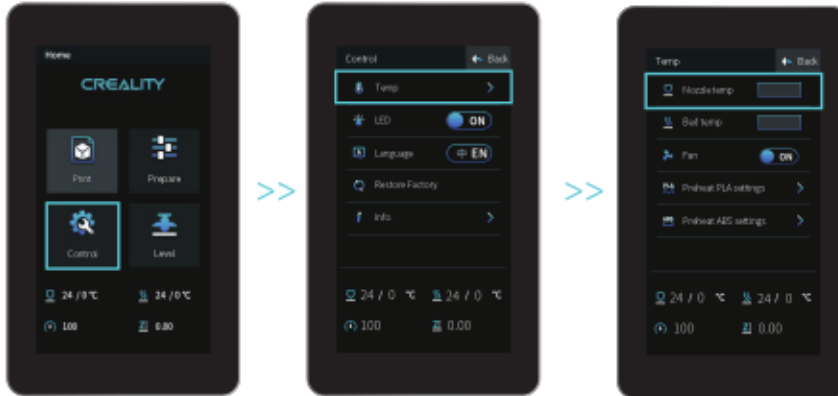 Home
CREALITY
Print
Prepare
Control
Level
24 / 0 ℃
24 / 0 ℃
100
0.00
>>
Control
Back
Temp
LED
ON
Language
中 EN
Restore Factory
Info
24 / 0 ℃
24 / 0 ℃
100
0.00
>>
Temp
Back
Nozzle temp
Bed temp
Fan
ON
Preheat PLA settings
Preheat ABS settings
24 / 0 ℃
24 / 0 ℃
100
0.00